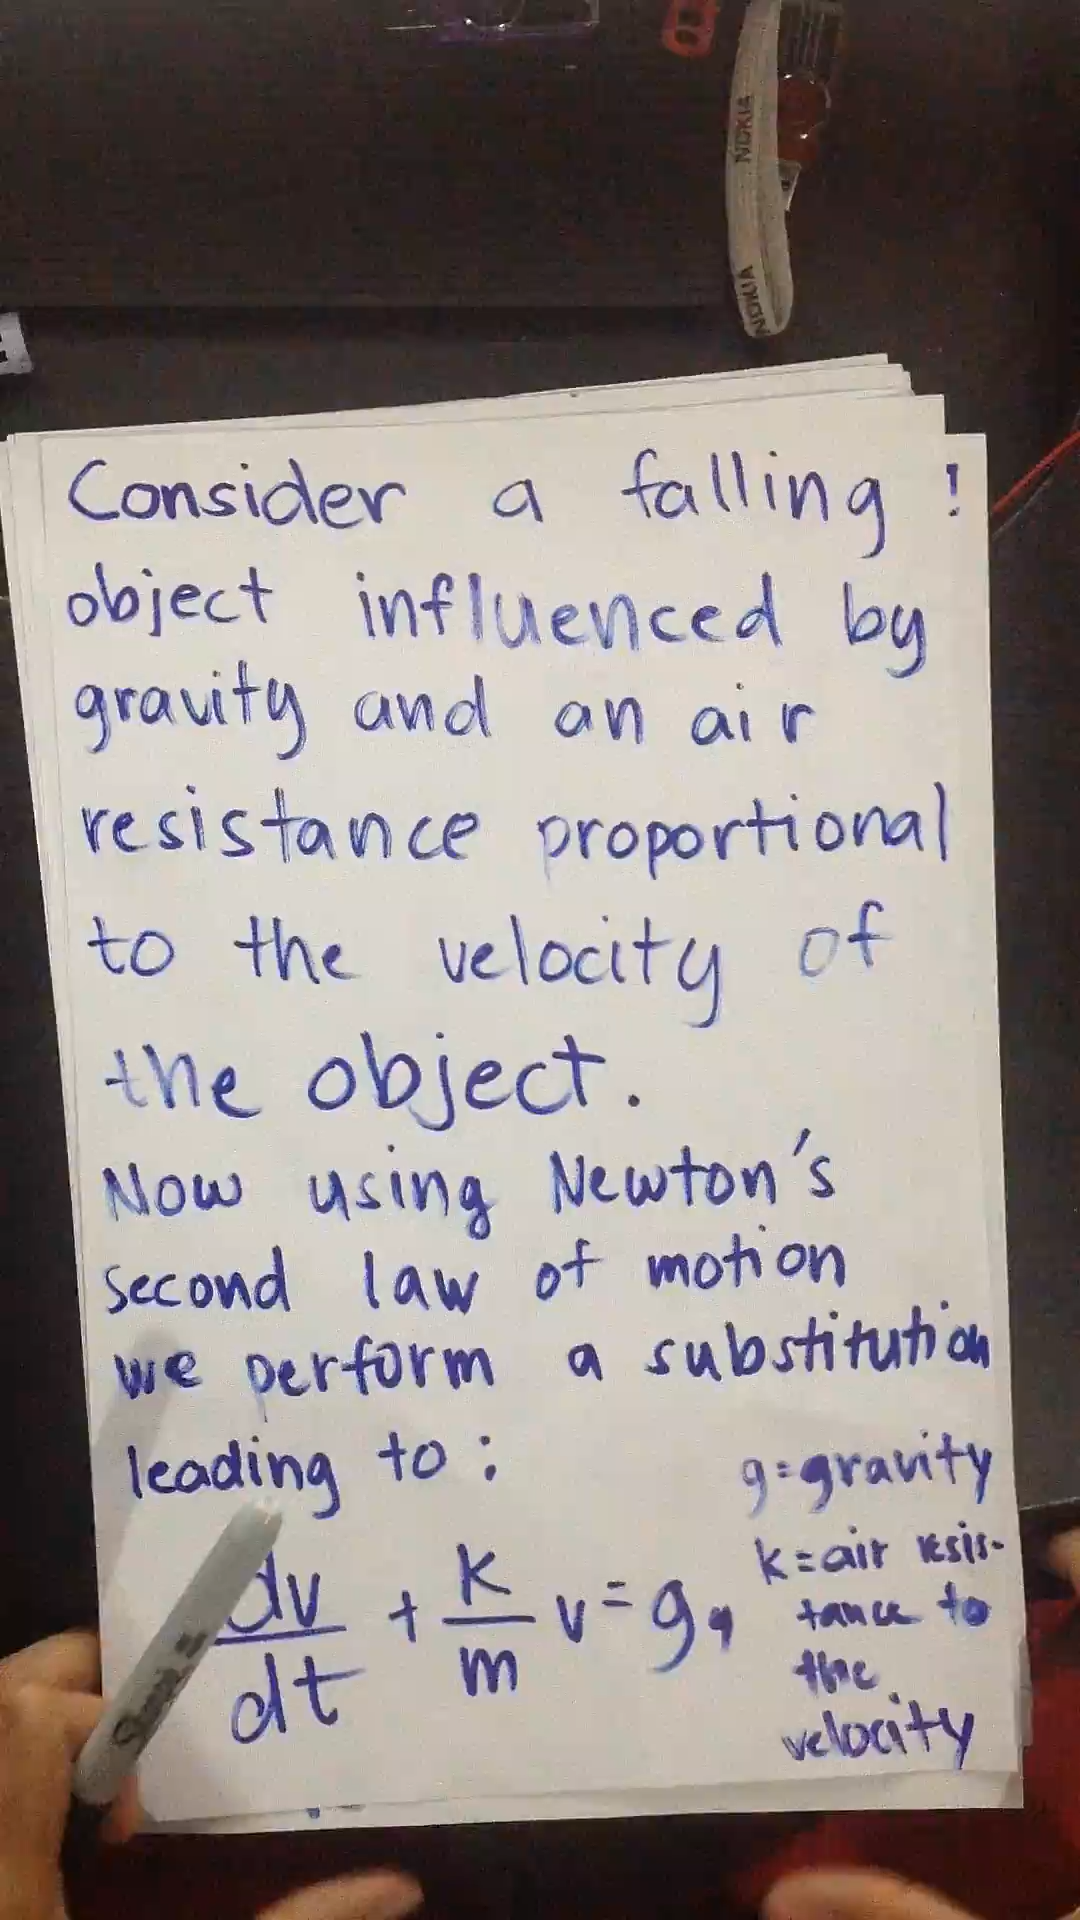 NOKIA
NOKIA
Consider a falling !
object influenced by
gravity and an air
resistance proportional
to the velocity of
the object.
Now using Newton's
second law of motion
we perform a substitution
leading to:
g=gravity
k=air resis-
tance to
the
velocity
dv/dt + k/m v = g,
Sharpie